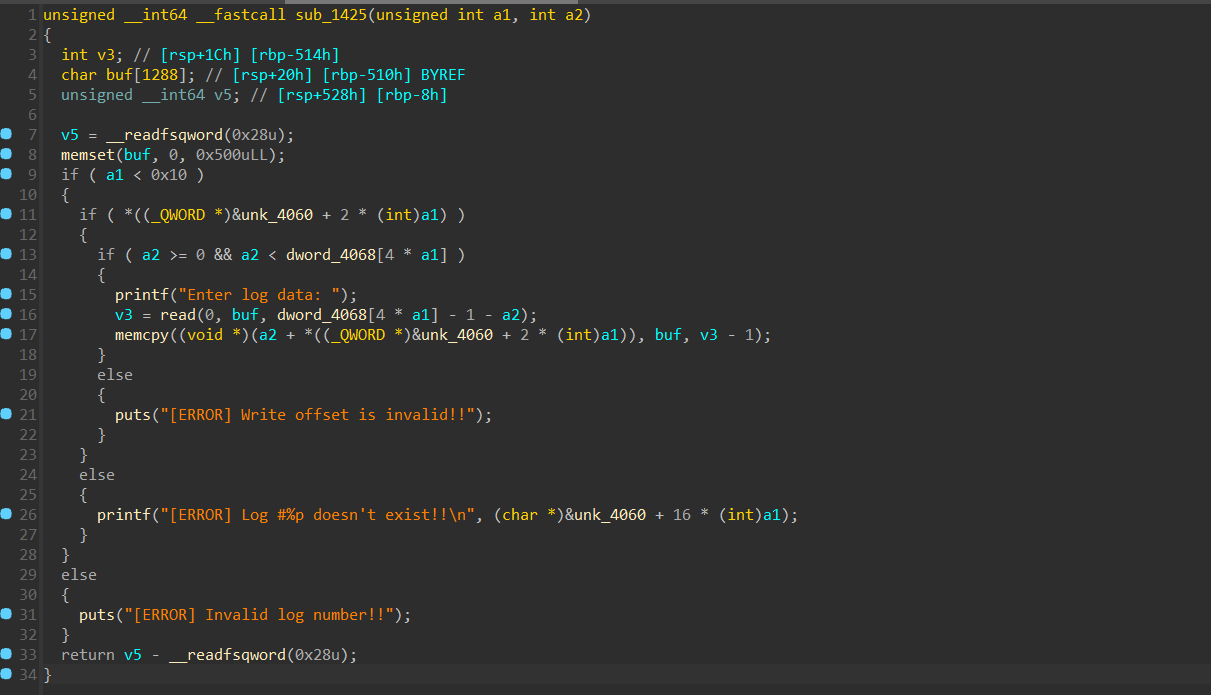 1 unsigned __int64 __fastcall sub_1425(unsigned int a1, int a2)
2 {
3   int v3; // [rsp+1Ch] [rbp-514h]
4   char buf[1288]; // [rsp+20h] [rbp-510h] BYREF
5   unsigned __int64 v5; // [rsp+528h] [rbp-8h]
6
7   v5 = __readfsqword(0x28u);
8   memset(buf, 0, 0x500uLL);
9   if ( a1 < 0x10 )
10   {
11     if ( *((_QWORD *)&unk_4060 + 2 * (int)a1) )
12     {
13       if ( a2 >= 0 && a2 < dword_4068[4 * a1] )
14       {
15         printf("Enter log data: ");
16         v3 = read(0, buf, dword_4068[4 * a1] - 1 - a2);
17         memcpy((void *)(a2 + *((_QWORD *)&unk_4060 + 2 * (int)a1)), buf, v3 - 1);
18       }
19       else
20       {
21         puts("[ERROR] Write offset is invalid!!");
22       }
23     }
24     else
25     {
26       printf("[ERROR] Log #%p doesn't exist!!\n", (char *)&unk_4060 + 16 * (int)a1);
27     }
28   }
29   else
30   {
31     puts("[ERROR] Invalid log number!!");
32   }
33   return v5 - __readfsqword(0x28u);
34 }